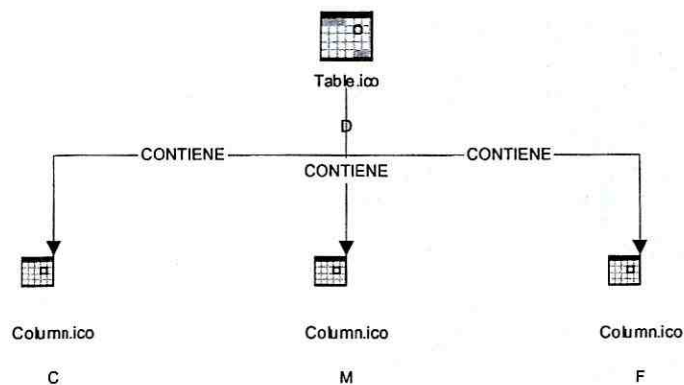 Table.ico
D
CONTIENE CONTIENE
CONTIENE
Column.ico Column.ico Column.ico
C M F